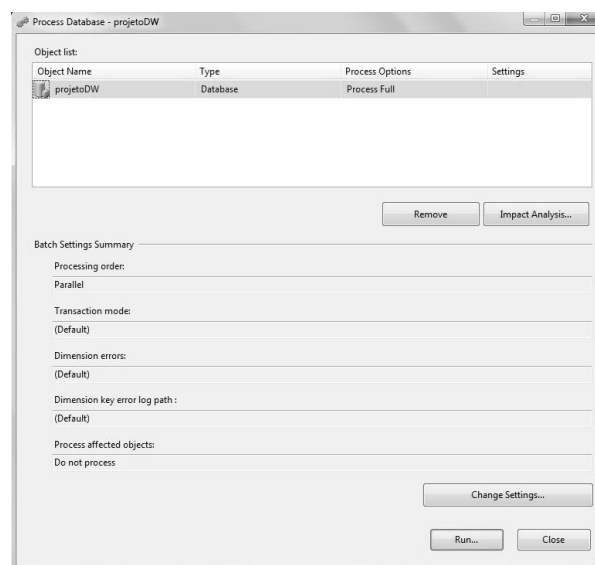 Process Database - projetoDW
Object list:
Object Name Type Process Options Settings
projetoDW Database Process Full
Remove Impact Analysis...
Batch Settings Summary
Processing order:
Parallel
Transaction mode:
(Default)
Dimension errors:
(Default)
Dimension key error log path :
(Default)
Process affected objects:
Do not process
Change Settings...
Run... Close